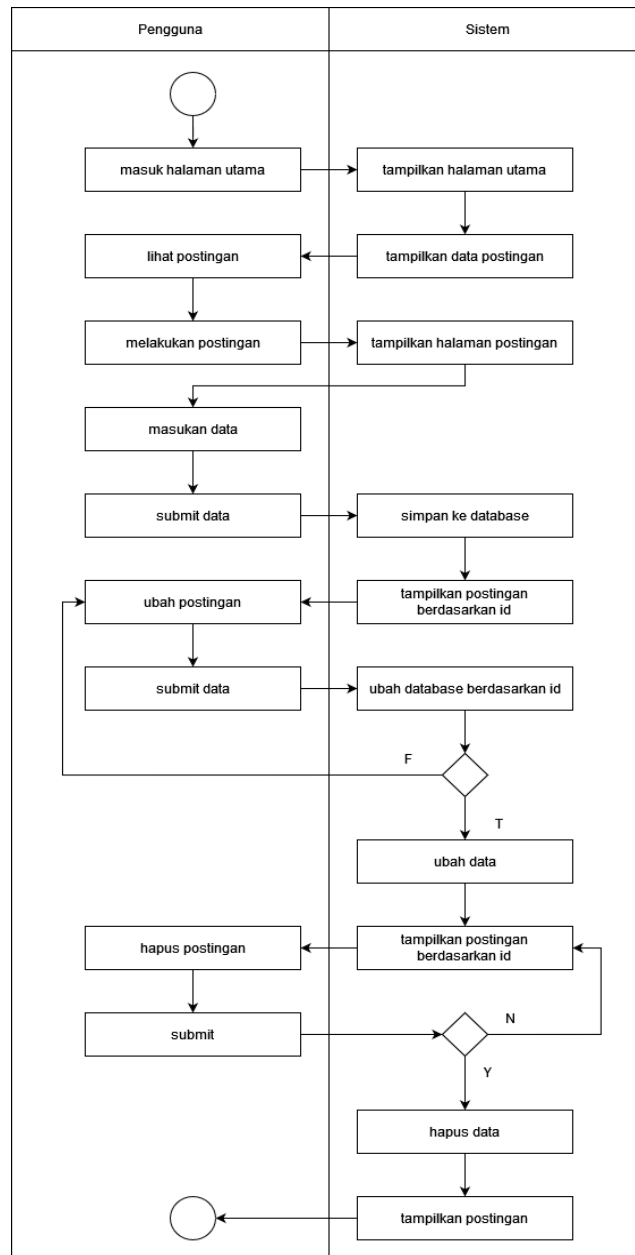 Pengguna
Sistem
masuk halaman utama
tampilkan halaman utama
lihat postingan
tampilkan data postingan
melakukan postingan
tampilkan halaman postingan
masukan data
submit data
simpan ke database
ubah postingan
tampilkan postingan
berdasarkan id
submit data
ubah database berdasarkan id
F
T
ubah data
hapus postingan
tampilkan postingan
berdasarkan id
submit
N
Y
hapus data
tampilkan postingan